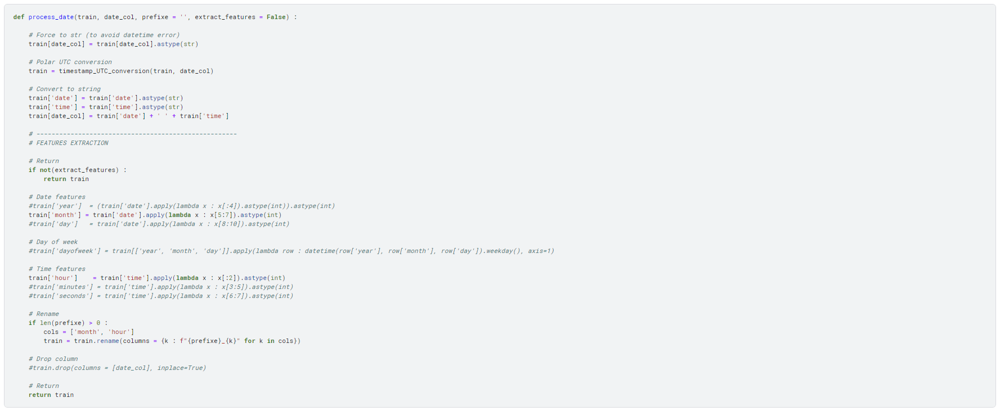 def process_date(train, date_col, prefixe = '', extract_features = False) :
    # Force to str (to avoid datetime error)
    train[date_col] = train[date_col].astype(str)
    # Polar UTC conversion
    train = timestamp_UTC_conversion(train, date_col)
    # Convert to string
    train['date'] = train['date'].astype(str)
    train['time'] = train['time'].astype(str)
    train[date_col] = train['date'] + ' ' + train['time']
    # -----------------------------------------------------
    # FEATURES EXTRACTION
    # Return
    if not(extract_features) :
        return train
    # Date features
    #train['year']  = (train['date'].apply(lambda x : x[:4]).astype(int)).astype(int)
    train['month'] = train['date'].apply(lambda x : x[5:7]).astype(int)
    #train['day']   = train['date'].apply(lambda x : x[8:10]).astype(int)
    # Day of week
    #train['dayofweek'] = train[['year', 'month', 'day']].apply(lambda row : datetime(row['year'], row['month'], row['day']).weekday(), axis=1)
    # Time features
    train['hour']    = train['time'].apply(lambda x : x[:2]).astype(int)
    #train['minutes'] = train['time'].apply(lambda x : x[3:5]).astype(int)
    #train['seconds'] = train['time'].apply(lambda x : x[6:7]).astype(int)
    # Rename
    if len(prefixe) > 0 :
        cols = ['month', 'hour']
        train = train.rename(columns = {k : f"{prefixe}_{k}" for k in cols})
    # Drop column
    #train.drop(columns = [date_col], inplace=True)
    # Return
    return train